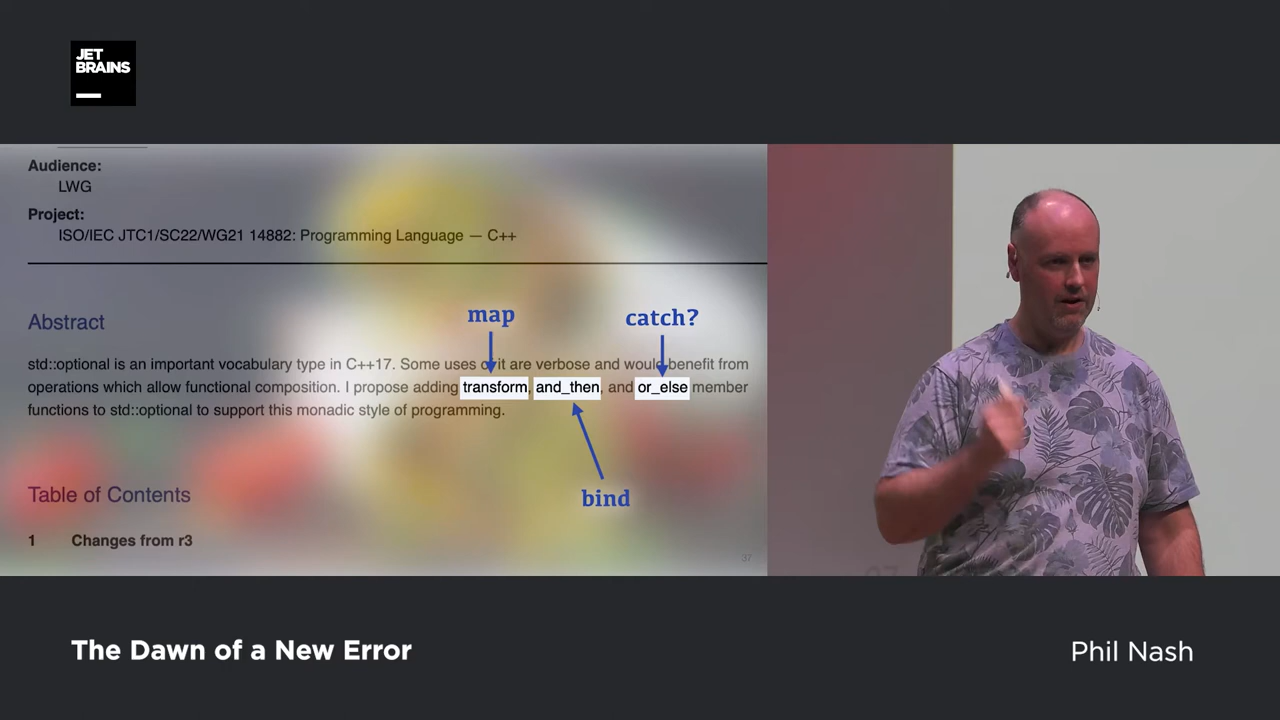 JET
BRAINS
Audience:
LWG
Project:
ISO/IEC JTC1/SC22/WG21 14882: Programming Language — C++
Abstract
map
catch?
std::optional is an important vocabulary type in C++17. Some uses of it are verbose and would benefit from
operations which allow functional composition. I propose adding transform, and_then, and or_else member
functions to std::optional to support this monadic style of programming.
bind
Table of Contents
1 Changes from r3
37
The Dawn of a New Error
Phil Nash